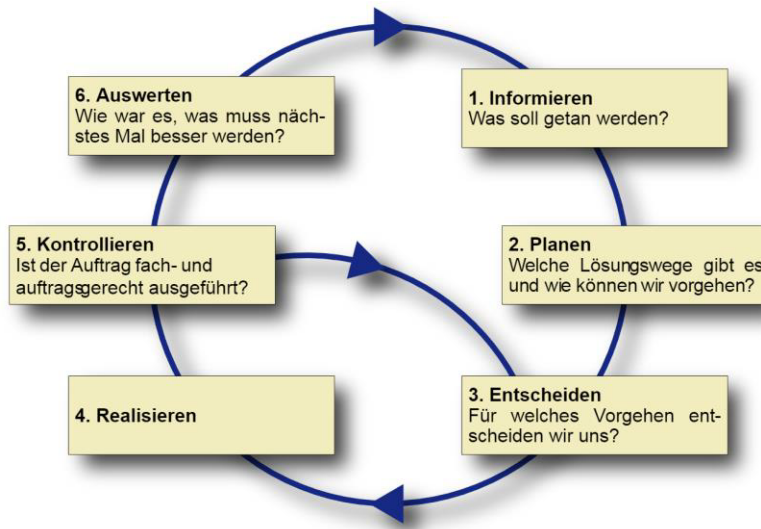 1. Informieren
Was soll getan werden?
2. Planen
Welche Lösungswege gibt es
und wie können wir vorgehen?
3. Entscheiden
Für welches Vorgehen ent-
scheiden wir uns?
4. Realisieren
5. Kontrollieren
Ist der Auftrag fach- und
auftragsgerecht ausgeführt?
6. Auswerten
Wie war es, was muss näch-
stes Mal besser werden?